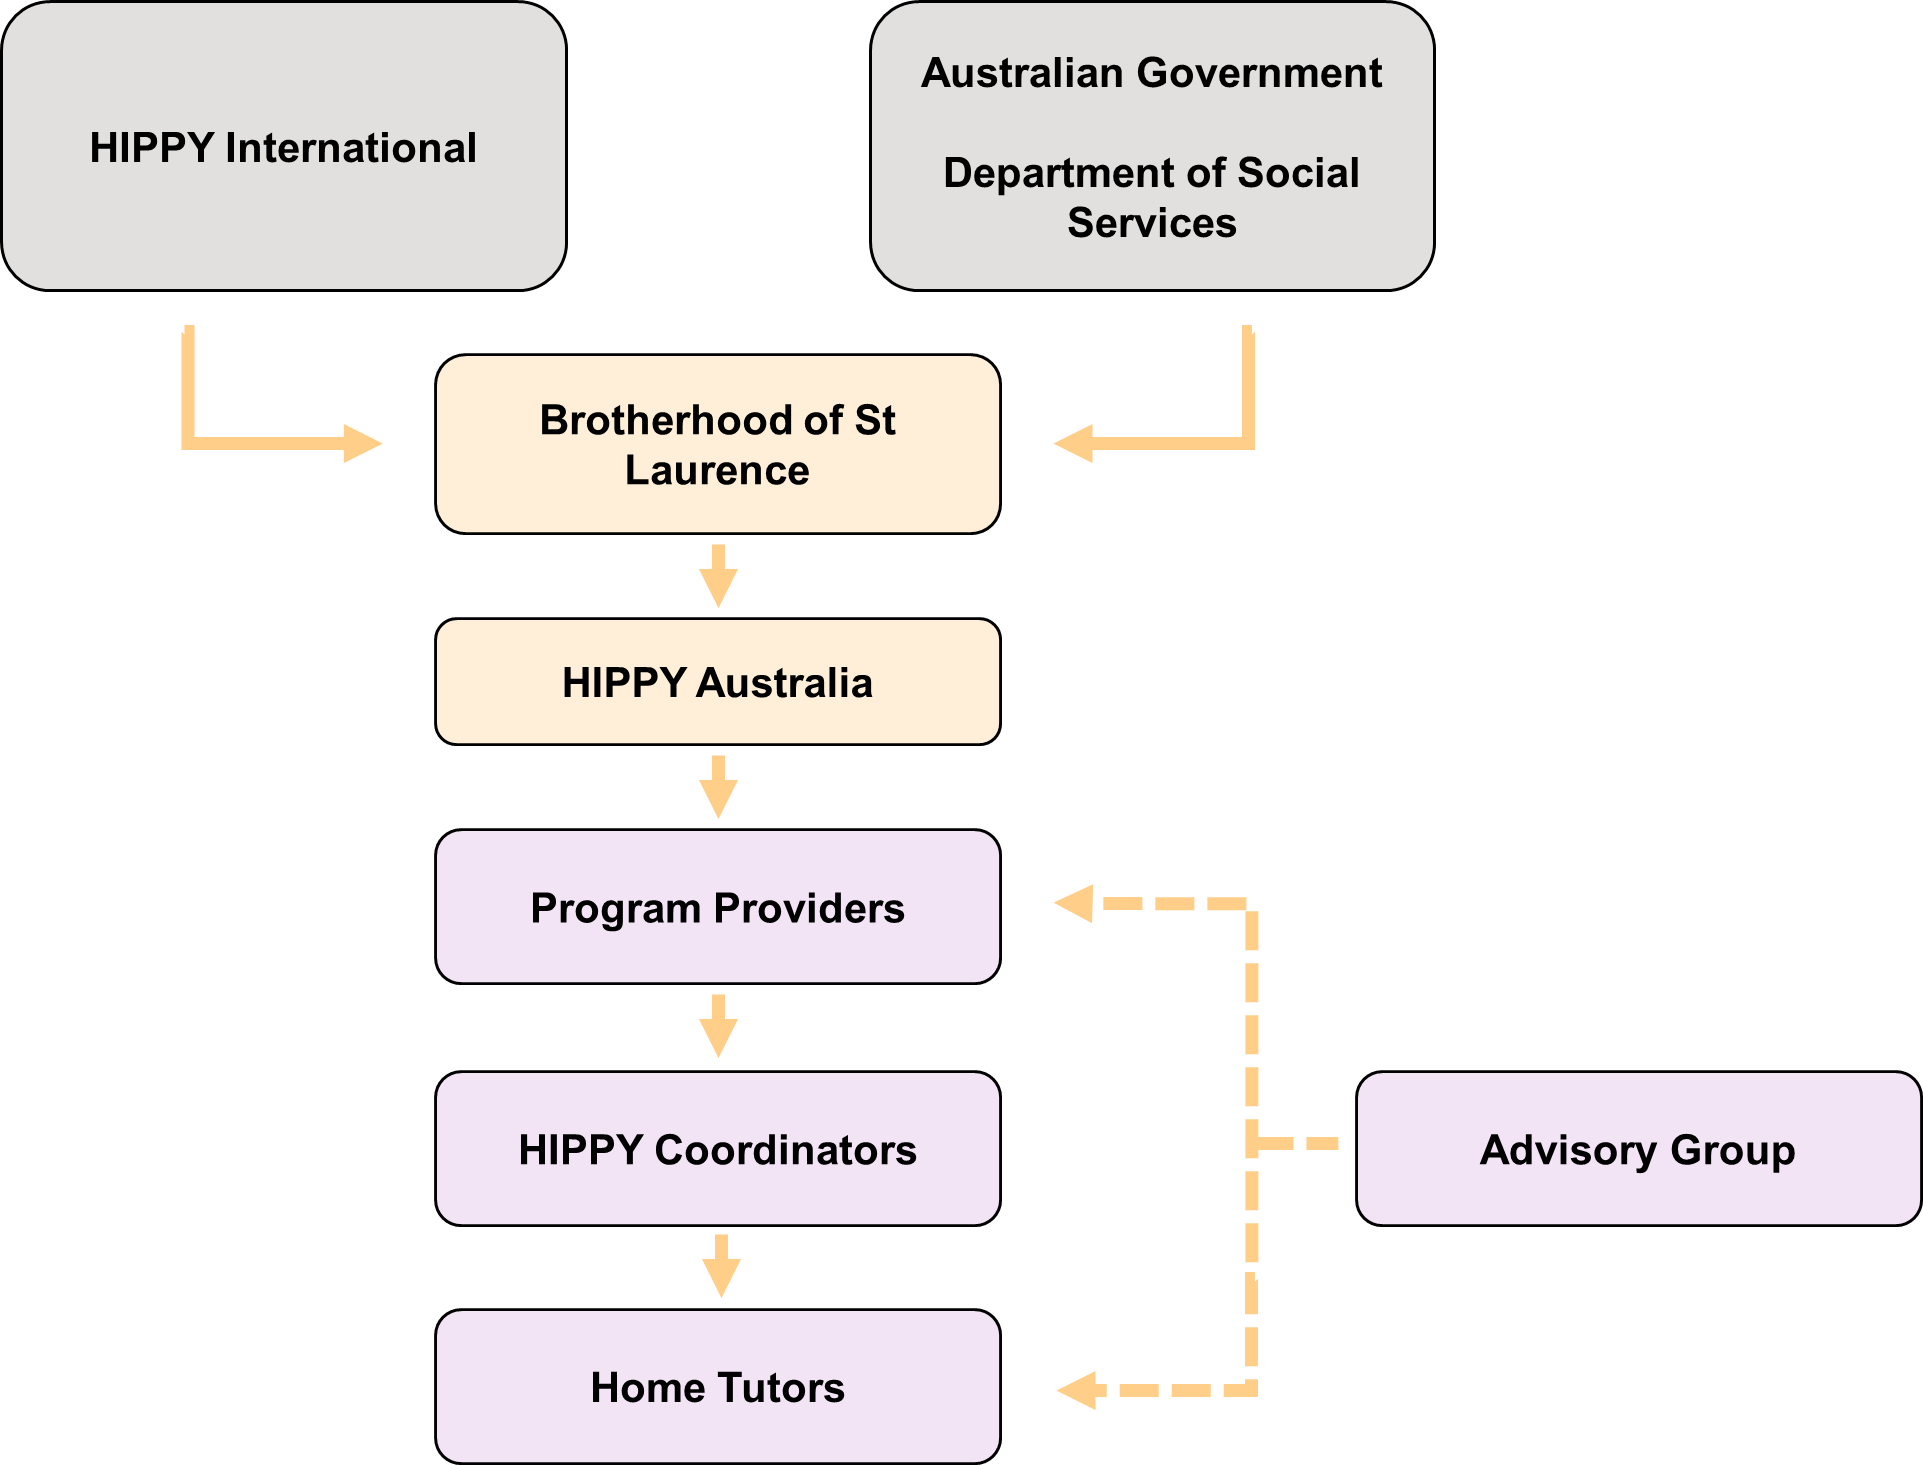 HIPPY International
Australian Government
Department of Social
Services
Brotherhood of St
Laurence
HIPPY Australia
Program Providers
HIPPY Coordinators
Advisory Group
Home Tutors